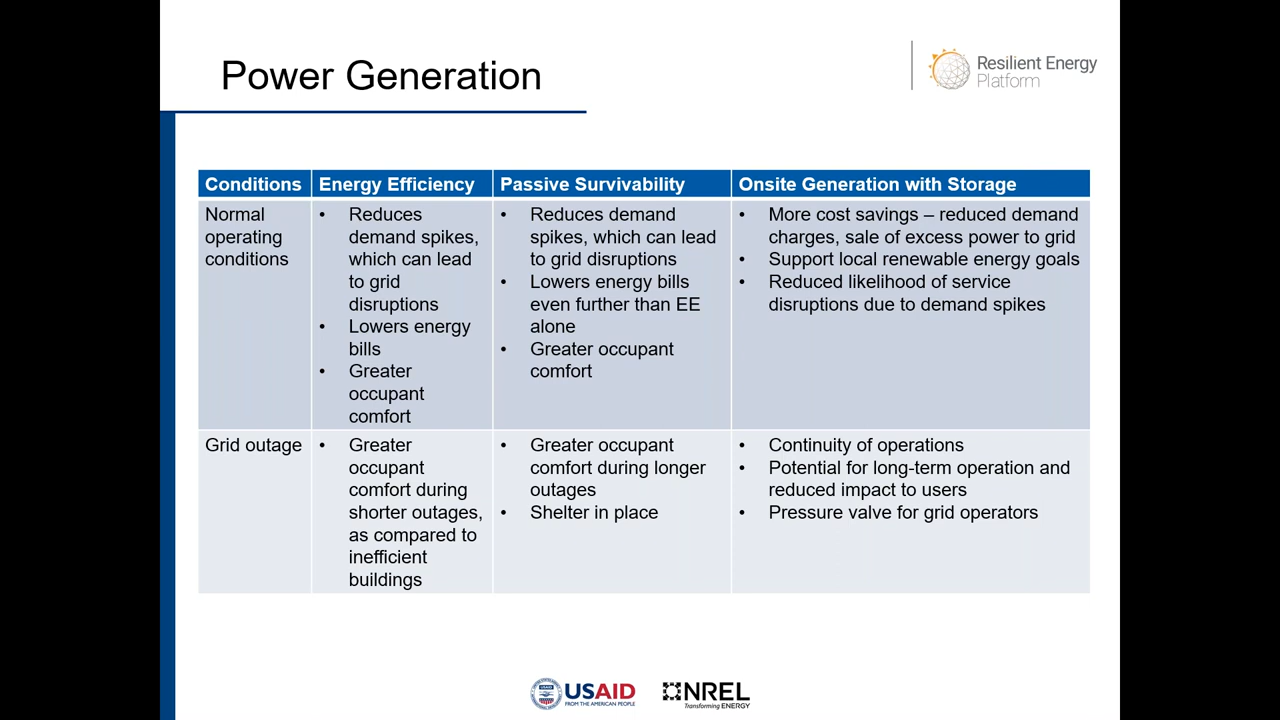 Power Generation
Resilient Energy
Platform
Conditions
Energy Efficiency
Passive Survivability
Onsite Generation with Storage
Normal
operating
conditions
• Reduces
demand spikes,
which can lead
to grid
disruptions
• Lowers energy
bills
• Greater
occupant
comfort
• Reduces demand
spikes, which can lead
to grid disruptions
• Lowers energy bills
even further than EE
alone
• Greater occupant
comfort
• More cost savings – reduced demand
charges, sale of excess power to grid
• Support local renewable energy goals
• Reduced likelihood of service
disruptions due to demand spikes
Grid outage
• Greater
occupant
comfort during
shorter outages,
as compared to
inefficient
buildings
• Greater occupant
comfort during longer
outages
• Shelter in place
• Continuity of operations
• Potential for long-term operation and
reduced impact to users
• Pressure valve for grid operators
USAID
FROM THE AMERICAN PEOPLE
NREL
Transforming ENERGY